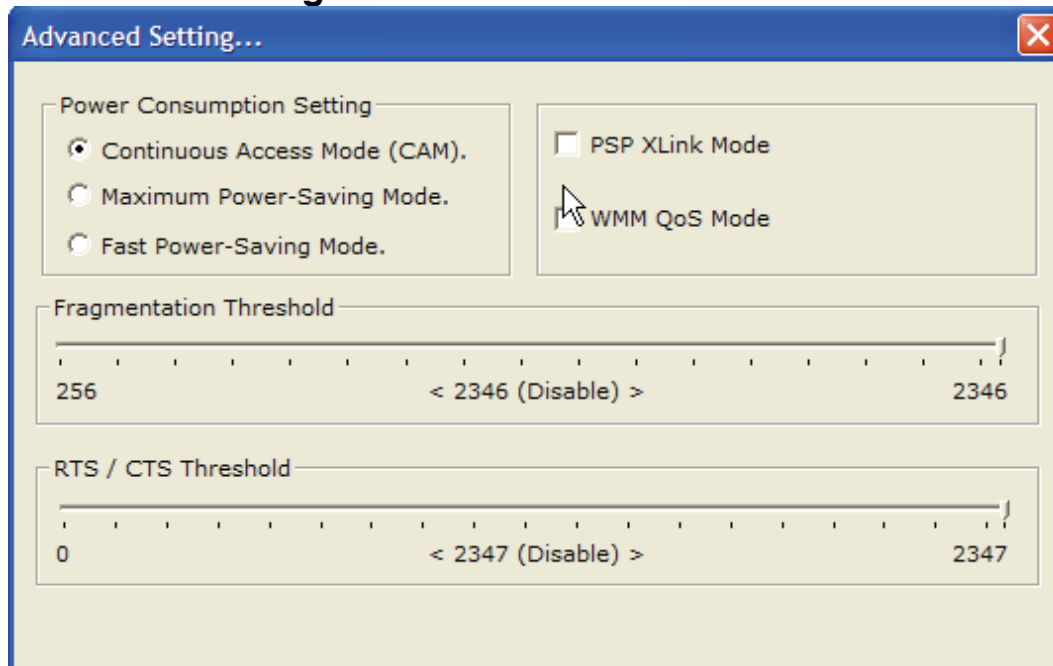 Advanced Setting...
Power Consumption Setting
Continuous Access Mode (CAM).
Maximum Power-Saving Mode.
Fast Power-Saving Mode.
PSP XLink Mode
WMM QoS Mode
Fragmentation Threshold
256 < 2346 (Disable) > 2346
RTS / CTS Threshold
0 < 2347 (Disable) > 2347